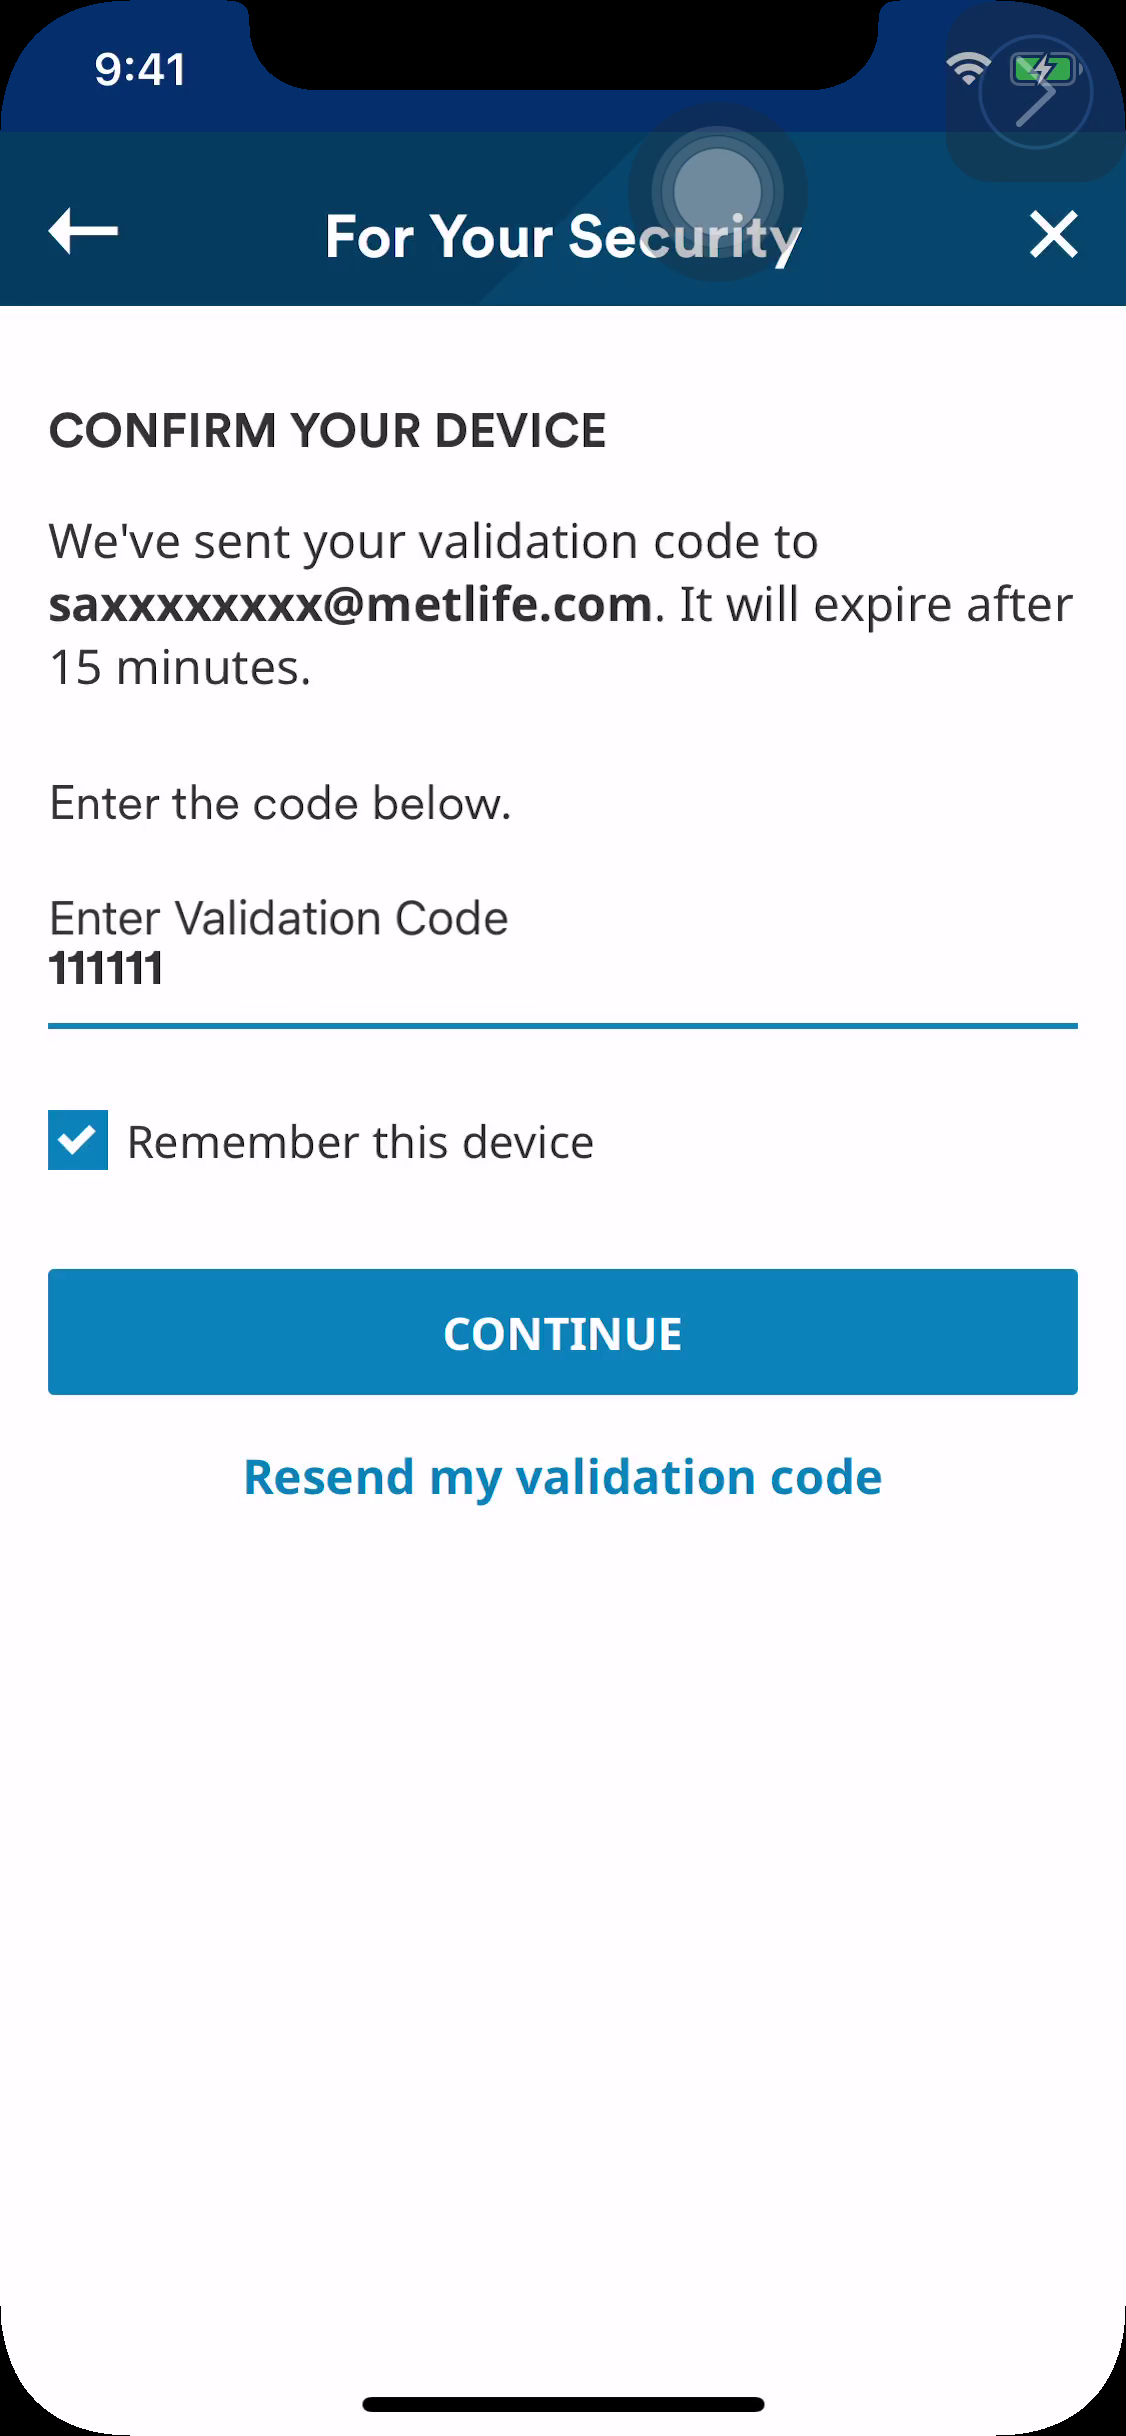 9:41
For Your Security
CONFIRM YOUR DEVICE
We've sent your validation code to
saxxxxxxxxx@metlife.com. It will expire after
15 minutes.
Enter the code below.
Enter Validation Code
111111
Remember this device
CONTINUE
Resend my validation code